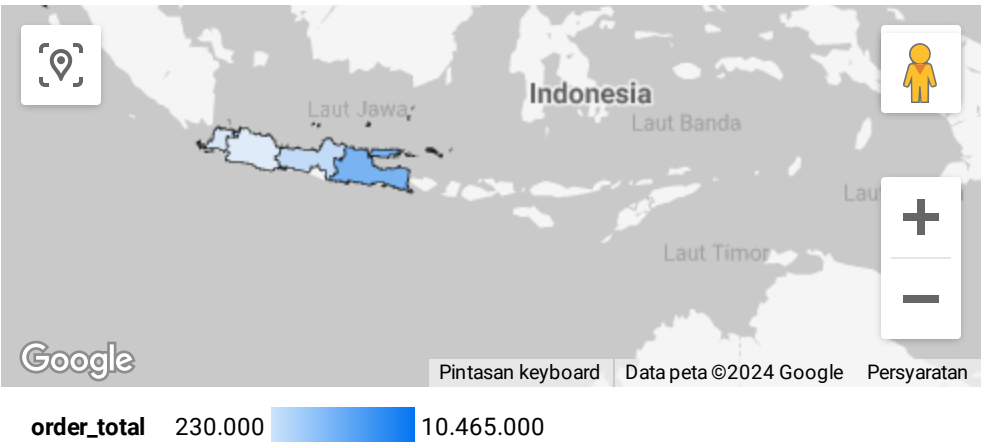 Laut Jawa
Indonesia
Laut Banda
Lau
Laut Timor
Google
Pintasan keyboard
Data peta ©2024 Google
Persyaratan
order_total 230.000 10.465.000